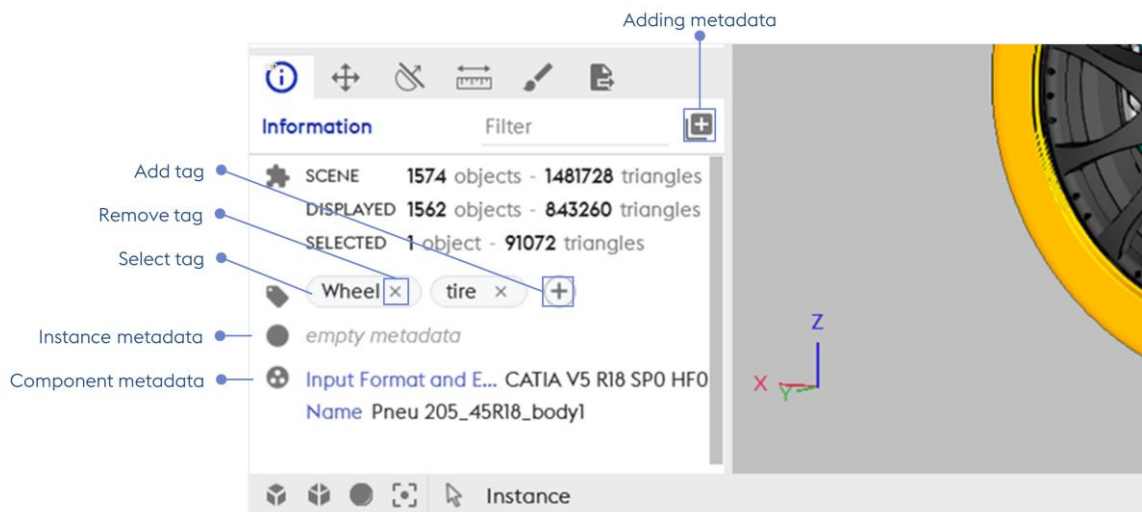 Adding metadata
Information Filter
Add tag
SCENE 1574 objects - 1481728 triangles
Remove tag
DISPLAYED 1562 objects - 843260 triangles
SELECTED 1 object - 91072 triangles
Select tag
Wheel × tire × +
Instance metadata
empty metadata
Component metadata
Input Format and E... CATIA V5 R18 SP0 HF0
Name Pneu 205_45R18_body1
Z
X
Y
Instance